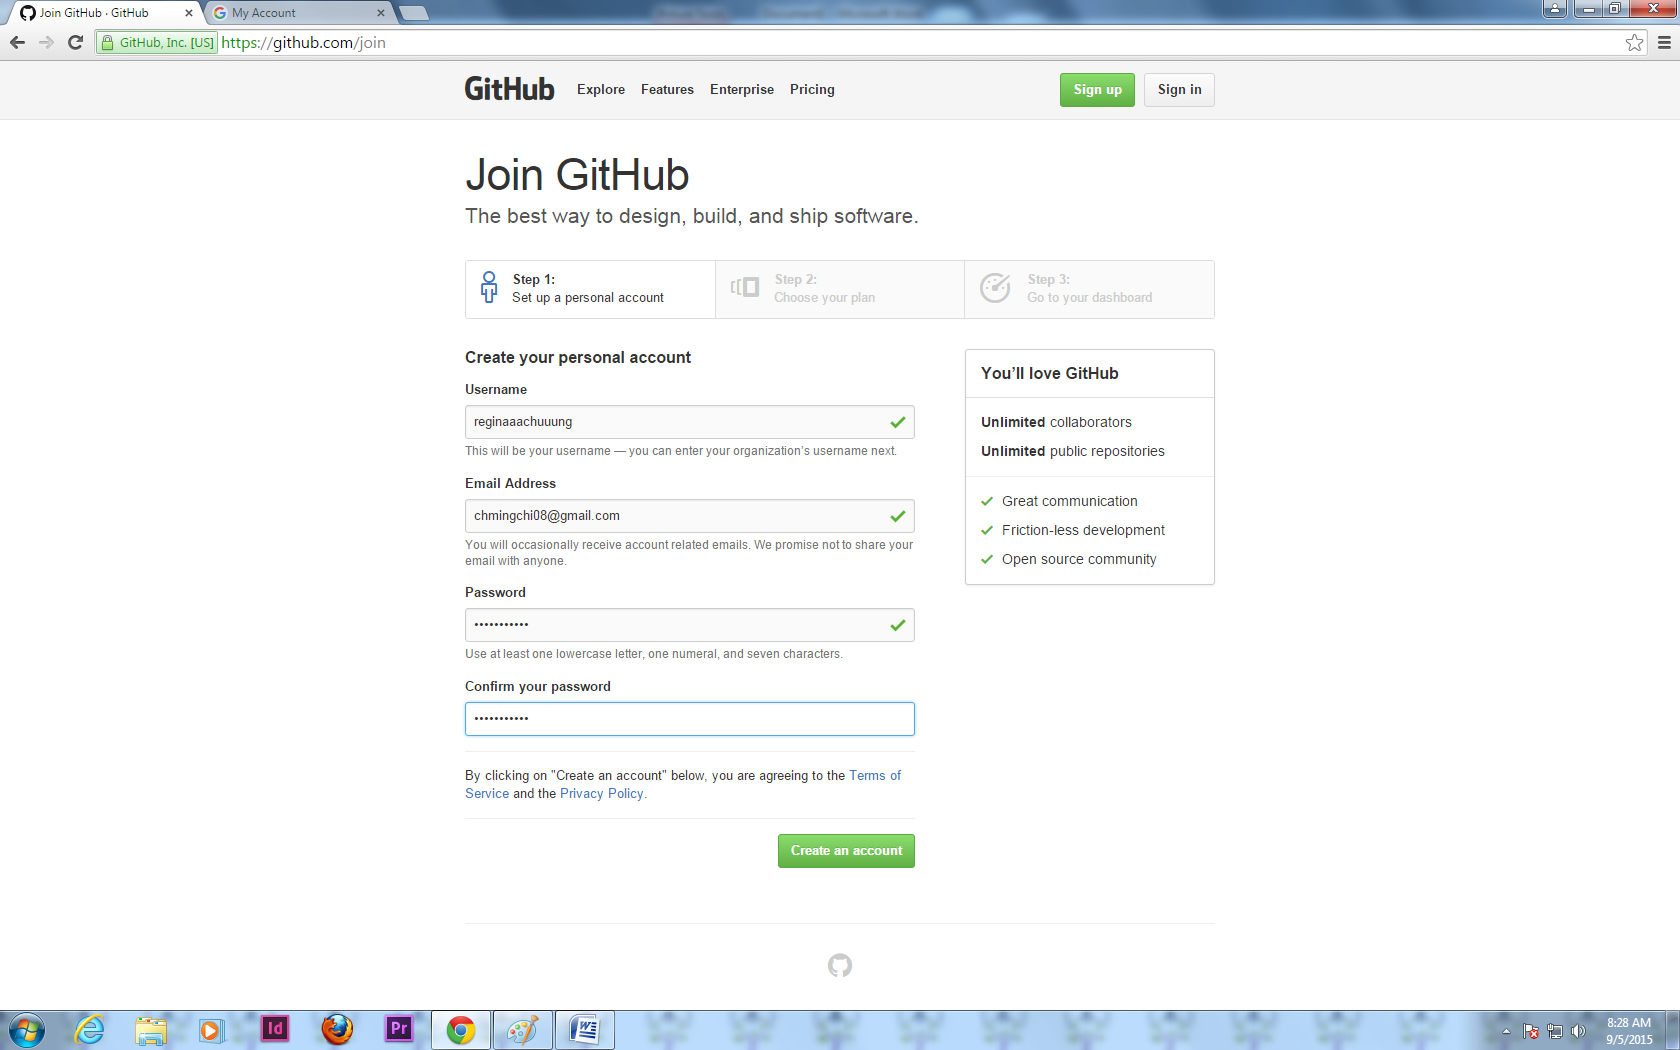 Join GitHub · GitHub
My Account
GitHub, Inc. [US]
https://github.com/join
GitHub
Explore
Features
Enterprise
Pricing
Sign up
Sign in
Join GitHub
The best way to design, build, and ship software.
Step 1:
Set up a personal account
Step 2:
Choose your plan
Step 3:
Go to your dashboard
Create your personal account
Username
reginaaachuuung
This will be your username — you can enter your organization’s username next.
Email Address
chmingchi08@gmail.com
You will occasionally receive account related emails. We promise not to share your
email with anyone.
Password
•••••••••••
Use at least one lowercase letter, one numeral, and seven characters.
Confirm your password
•••••••••••
By clicking on "Create an account" below, you are agreeing to the Terms of
Service and the Privacy Policy.
Create an account
You’ll love GitHub
Unlimited collaborators
Unlimited public repositories
Great communication
Friction-less development
Open source community
Id
Pr
W
8:28 AM
9/5/2015